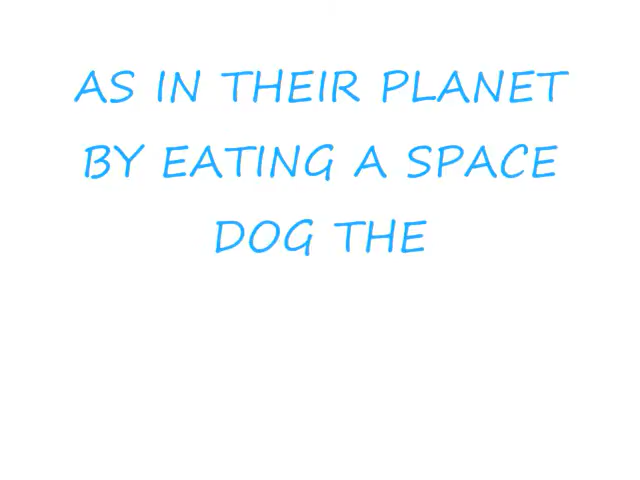 AS IN THEIR PLANET
BY EATING A SPACE
DOG THE